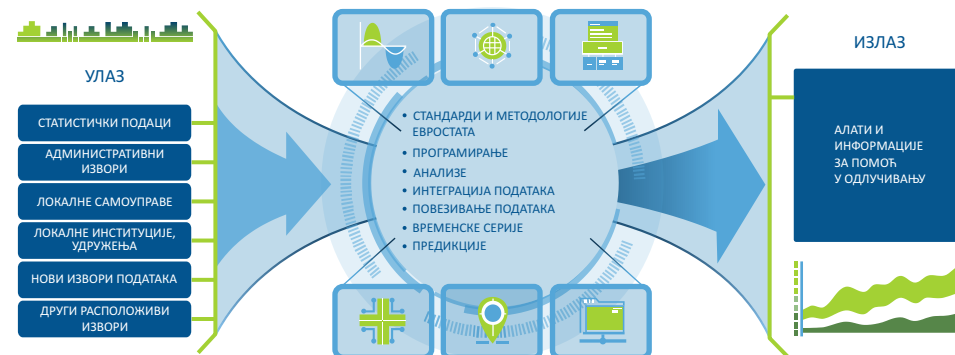 УЛАЗ
СТАТИСТИЧКИ ПОДАЦИ
АДМИНИСТРАТИВНИ
ИЗВОРИ
ЛОКАЛНЕ САМОУПРАВЕ
ЛОКАЛНЕ ИНСТИТУЦИЈЕ,
УДРУЖЕЊА
НОВИ ИЗВОРИ ПОДАТАКА
ДРУГИ РАСПОЛОЖИВИ
ИЗВОРИ
• СТАНДАРДИ И МЕТОДОЛОГИЈЕ
ЕВРОСТАТА
• ПРОГРАМИРАЊЕ
• АНАЛИЗЕ
• ИНТЕГРАЦИЈА ПОДАТАКА
• ПОВЕЗИВАЊЕ ПОДАТАКА
• ВРЕМЕНСКЕ СЕРИЈЕ
• ПРЕДИКЦИЈЕ
ИЗЛАЗ
АЛАТИ И
ИНФОРМАЦИЈЕ
ЗА ПОМОЋ
У ОДЛУЧИВАЊУ